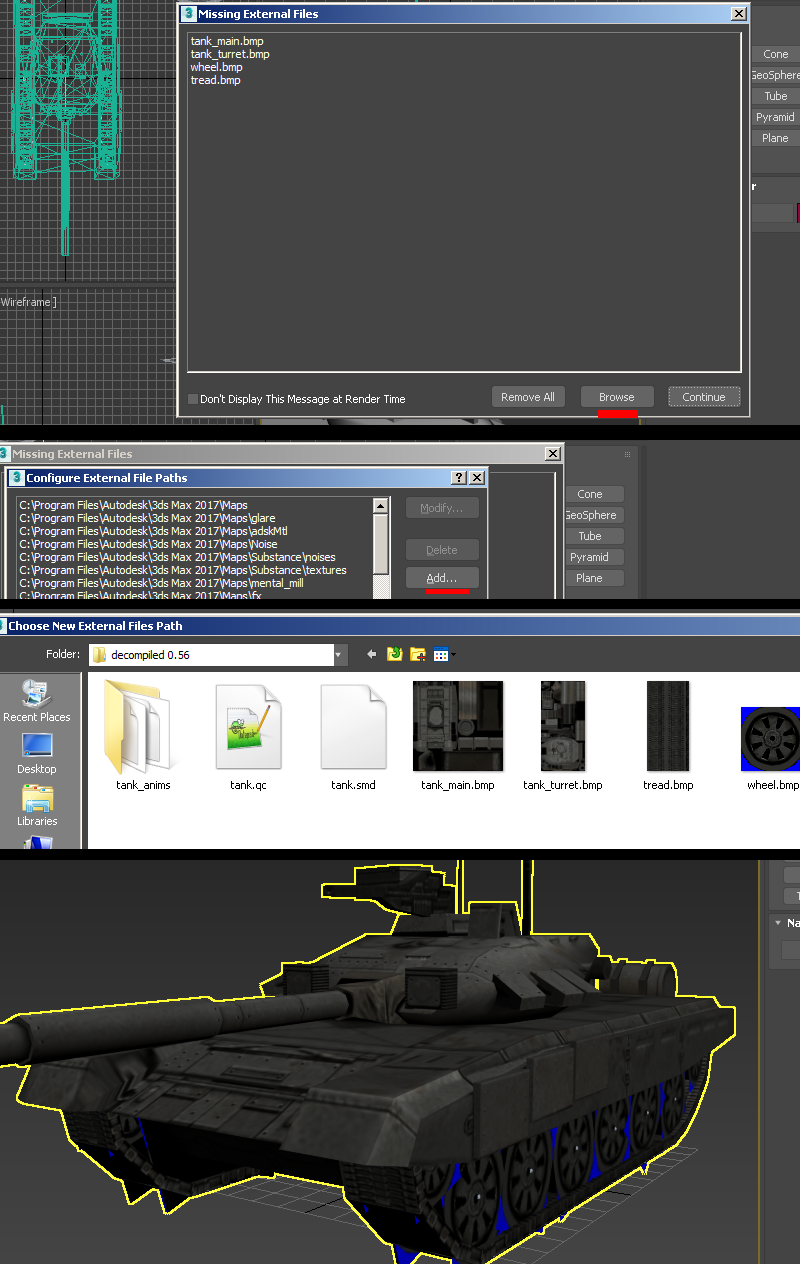 Missing External Files
tank_main.bmp
tank_turret.bmp
wheel.bmp
tread.bmp
Cone
GeoSphere
Tube
Pyramid
Plane
Wireframe ]
Don't Display This Message at Render Time
Remove All
Browse
Continue
Missing External Files
Configure External File Paths
C:\Program Files\Autodesk\3ds Max 2017\Maps
C:\Program Files\Autodesk\3ds Max 2017\Maps\glare
C:\Program Files\Autodesk\3ds Max 2017\Maps\adskMtl
C:\Program Files\Autodesk\3ds Max 2017\Maps\Noise
C:\Program Files\Autodesk\3ds Max 2017\Maps\Substance\noises
C:\Program Files\Autodesk\3ds Max 2017\Maps\Substance\textures
C:\Program Files\Autodesk\3ds Max 2017\Maps\mental_mill
C:\Program Files\Autodesk\3ds Max 2017\Maps\fx
Modify...
Delete
Add...
Cone
GeoSphere
Tube
Pyramid
Plane
Choose New External Files Path
Folder:
decompiled 0.56
Recent Places
Desktop
Libraries
tank_anims
tank.qc
tank.smd
tank_main.bmp
tank_turret.bmp
tread.bmp
wheel.bmp
Na